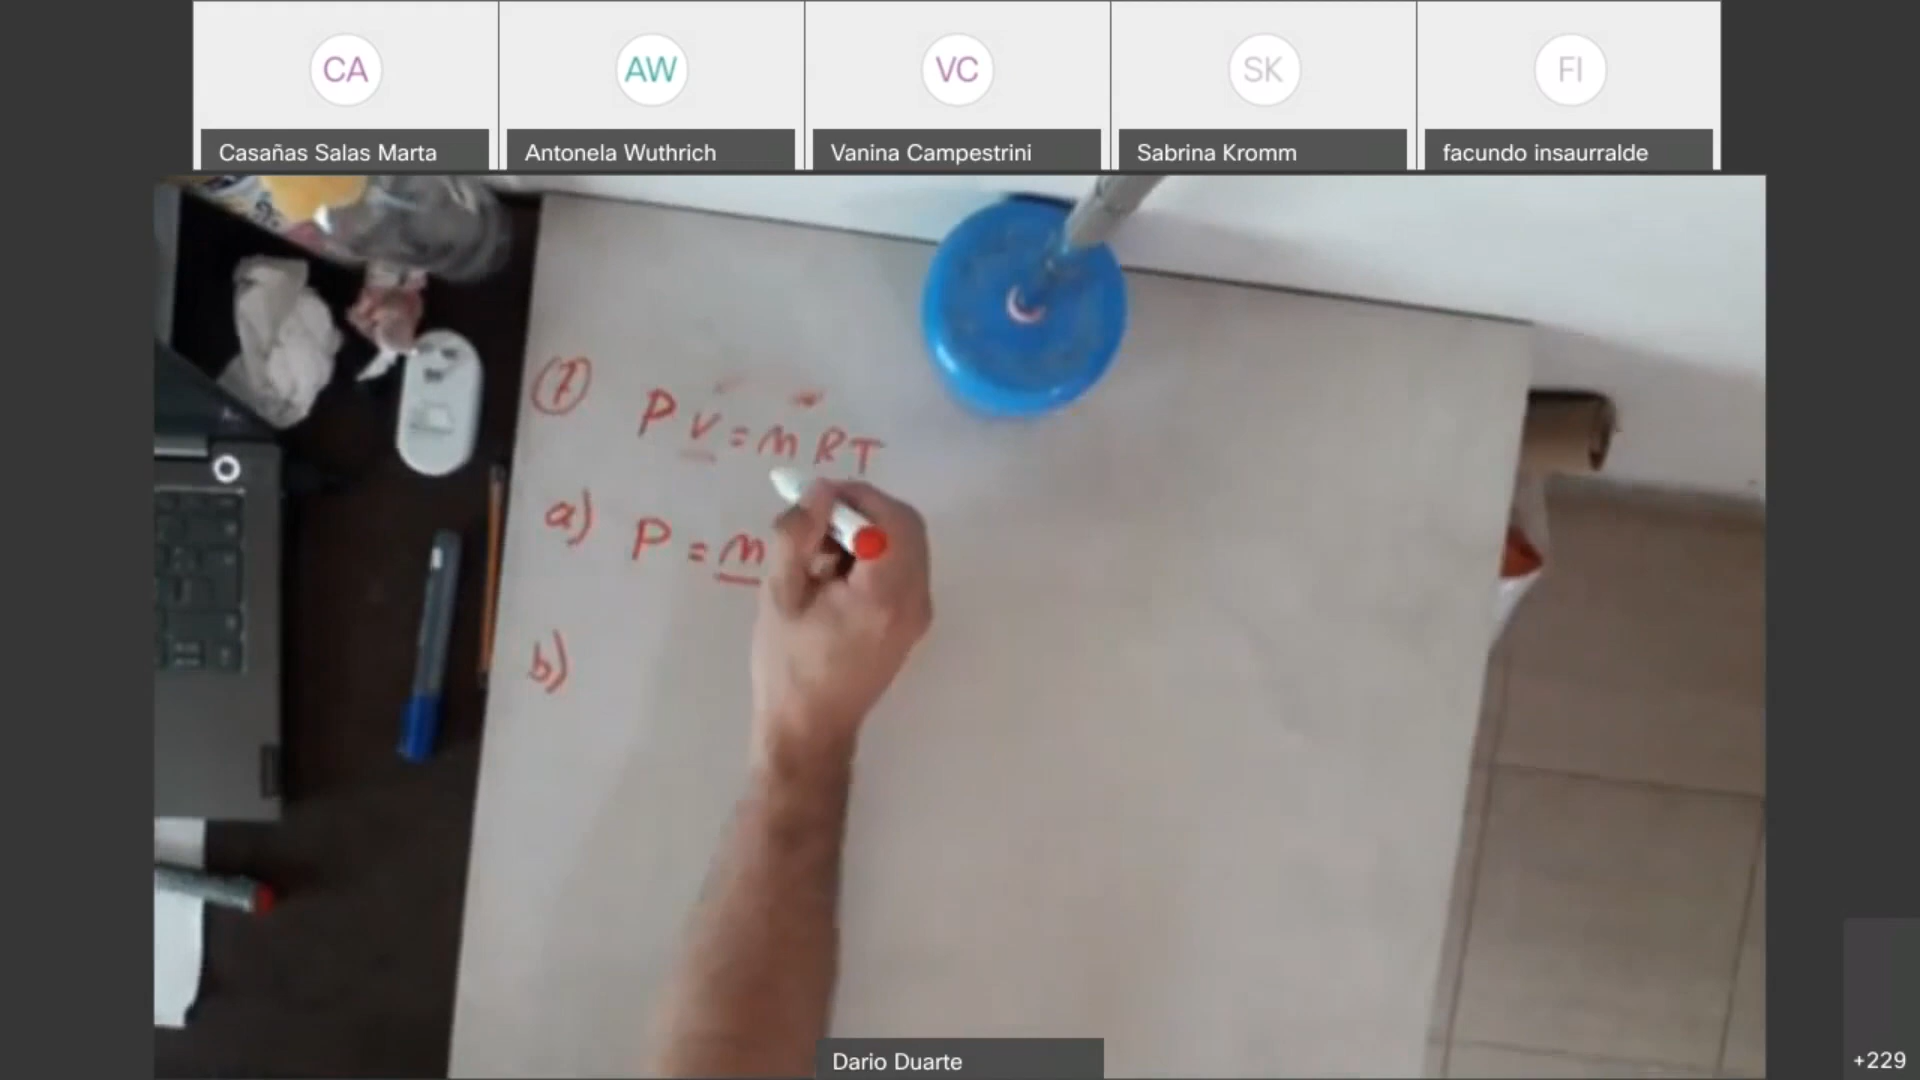 CA AW VC SK FI
Casañas Salas Marta Antonela Wuthrich Vanina Campestrini Sabrina Kromm facundo insaurralde
7 PV = n RT
a) P = n
b)
Dario Duarte
+229